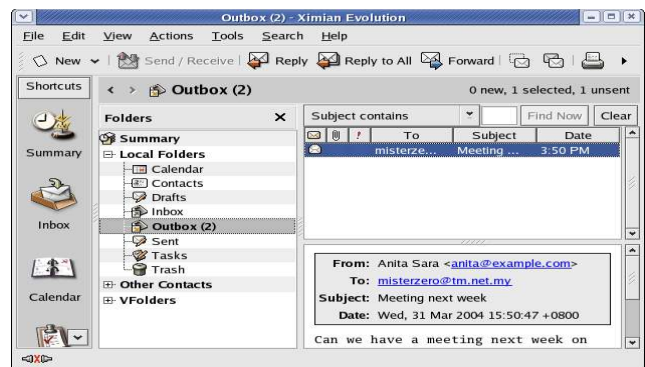 Outbox (2) - Ximian Evolution
File Edit View Actions Tools Search Help
New Send / Receive Reply Reply to All Forward
Shortcuts
Outbox (2)
0 new, 1 selected, 1 unsent
Summary
Inbox
Calendar
Folders
Summary
Local Folders
Calendar
Contacts
Drafts
Inbox
Outbox (2)
Sent
Tasks
Trash
Other Contacts
VFolders
Subject contains Find Now Clear
! To Subject Date
misterze... Meeting ... 3:50 PM
From: Anita Sara <anita@example.com>
To: misterzero@tm.net.my
Subject: Meeting next week
Date: Wed, 31 Mar 2004 15:50:47 +0800
Can we have a meeting next week on